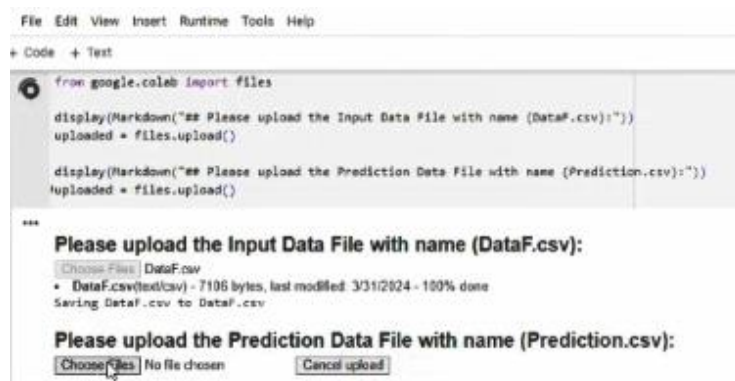 File Edit View Insert Runtime Tools Help
+ Code + Text
from google.colab import files
display(Markdown("## Please upload the Input Data File with name (DataF.csv):"))
uploaded = files.upload()
display(Markdown("## Please upload the Prediction Data File with name (Prediction.csv):"))
uploaded = files.upload()
Please upload the Input Data File with name (DataF.csv):
Choose Files DataF.csv
• DataF.csv(text/csv) - 7106 bytes, last modified: 3/31/2024 - 100% done
Saving DataF.csv to DataF.csv
Please upload the Prediction Data File with name (Prediction.csv):
Choose Files No file chosen Cancel upload